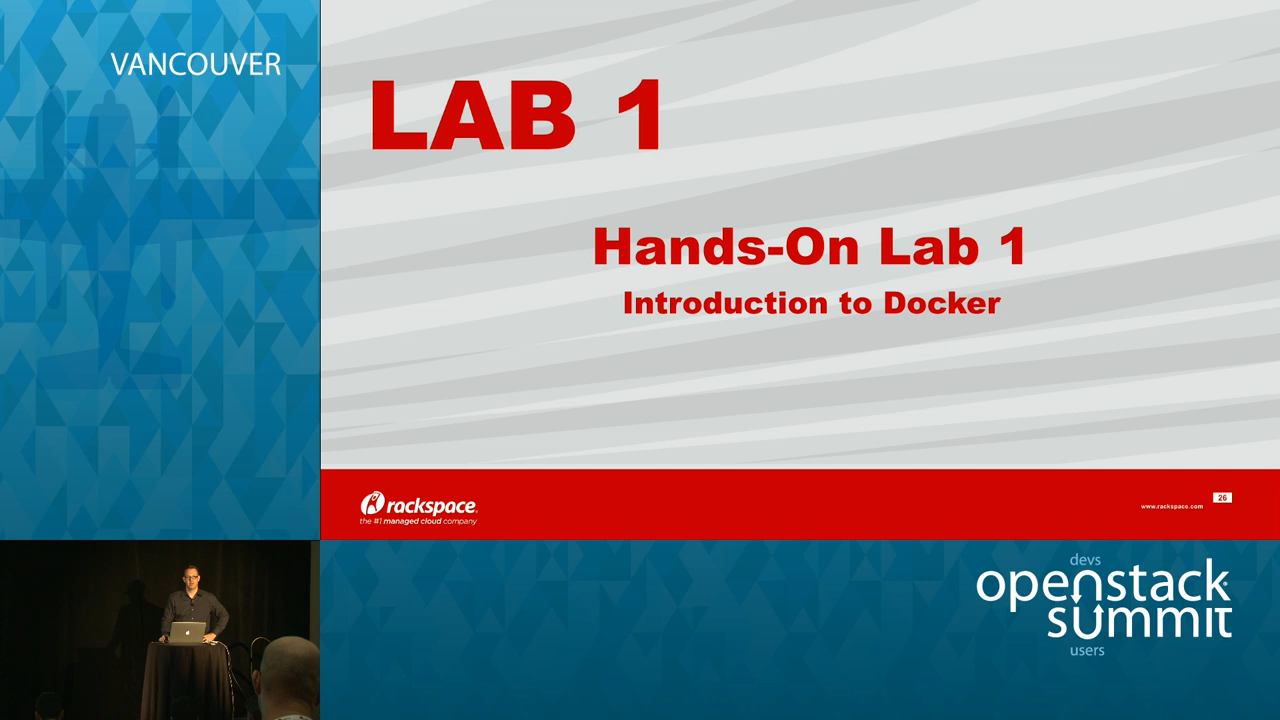 VANCOUVER
LAB 1
Hands-On Lab 1
Introduction to Docker
rackspace
the #1 managed cloud company
www.rackspace.com
26
devs
openstack
summit
users